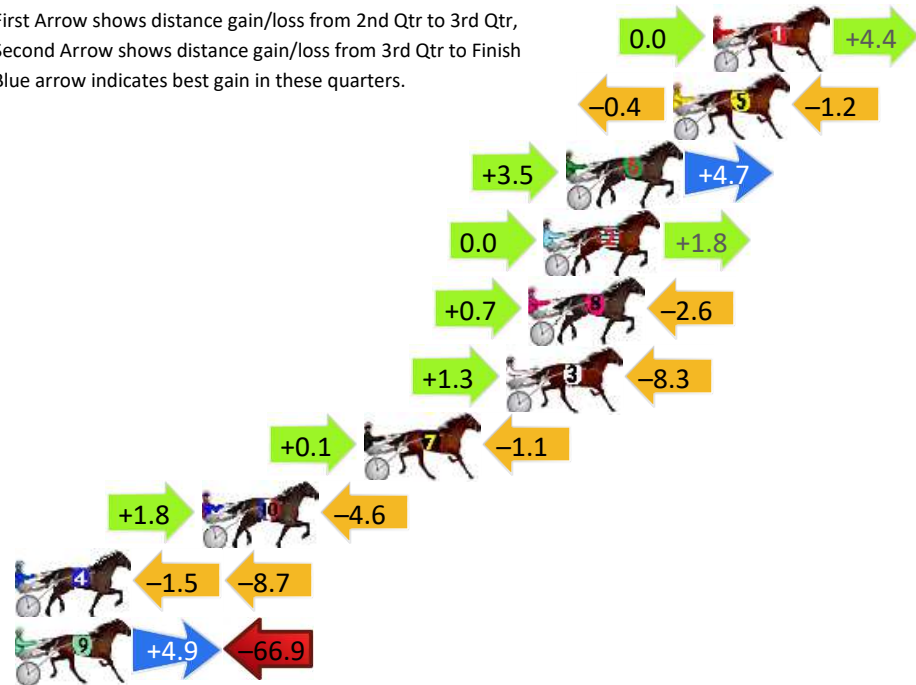 First Arrow shows distance gain/loss from 2nd Qtr to 3rd Qtr,
Second Arrow shows distance gain/loss from 3rd Qtr to Finish
Blue arrow indicates best gain in these quarters.
0.0 1 +4.4
–0.4 5 –1.2
+3.5 6 +4.7
0.0 2 +1.8
+0.7 8 –2.6
+1.3 3 –8.3
+0.1 7 –1.1
+1.8 10 –4.6
4 –1.5 –8.7
9 +4.9 –66.9